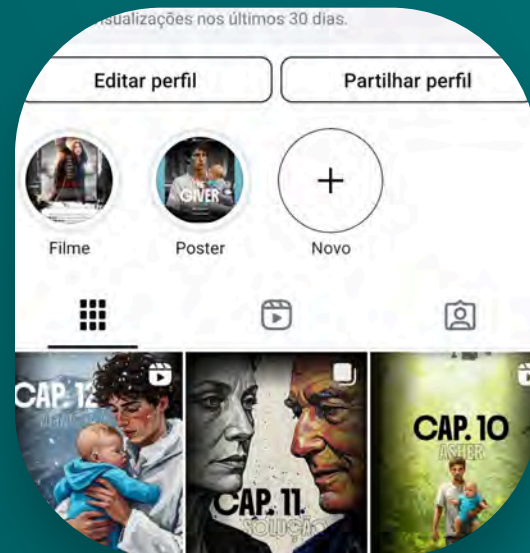 nos últimos 30 dias.
Editar perfil
Partilhar perfil
GIVER
Filme
Poster
Novo
CAP. 12
CAP. 11
SOLUÇÃO
CAP. 10
ASHER